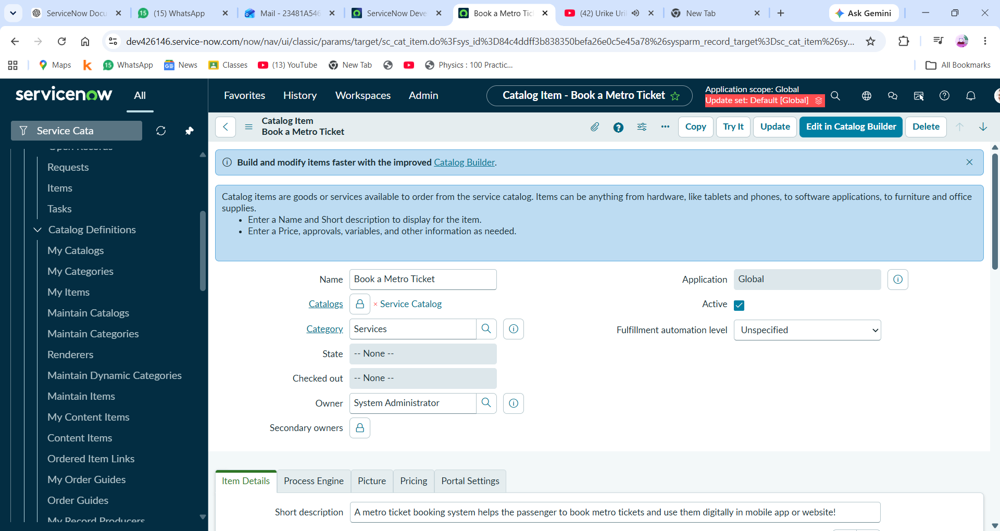 ServiceNow Docu
(15) WhatsApp
Mail - 23481A546
ServiceNow Deve
Book a Metro Tic
(42) Urike Uri
New Tab
Ask Gemini
dev426146.service-now.com/now/nav/ui/classic/params/target/sc_cat_item.do%3Fsys_id%3D84c4ddff3b838350befa26e0c5e45a78%26sysparm_record_target%3Dsc_cat_item%26sy...
Maps
15 WhatsApp
News
Classes
(13) YouTube
New Tab
Physics : 100 Practic...
All Bookmarks
servicenow
All
Favorites
History
Workspaces
Admin
Catalog Item - Book a Metro Ticket
Application scope: Global
Update set: Default [Global]
Service Cata
Open Records
Requests
Items
Tasks
Catalog Definitions
My Catalogs
My Categories
My Items
Maintain Catalogs
Maintain Categories
Renderers
Maintain Dynamic Categories
Maintain Items
My Content Items
Content Items
Ordered Item Links
My Order Guides
Order Guides
My Record Producers
Catalog Item
Book a Metro Ticket
Copy
Try It
Update
Edit in Catalog Builder
Delete
Build and modify items faster with the improved Catalog Builder.
Catalog items are goods or services available to order from the service catalog. Items can be anything from hardware, like tablets and phones, to software applications, to furniture and office
supplies.
• Enter a Name and Short description to display for the item.
• Enter a Price, approvals, variables, and other information as needed.
Name Book a Metro Ticket
Catalogs × Service Catalog
Category Services
State -- None --
Checked out -- None --
Owner System Administrator
Secondary owners
Application Global
Active
Fulfillment automation level Unspecified
Item Details
Process Engine
Picture
Pricing
Portal Settings
Short description A metro ticket booking system helps the passenger to book metro tickets and use them digitally in mobile app or website!